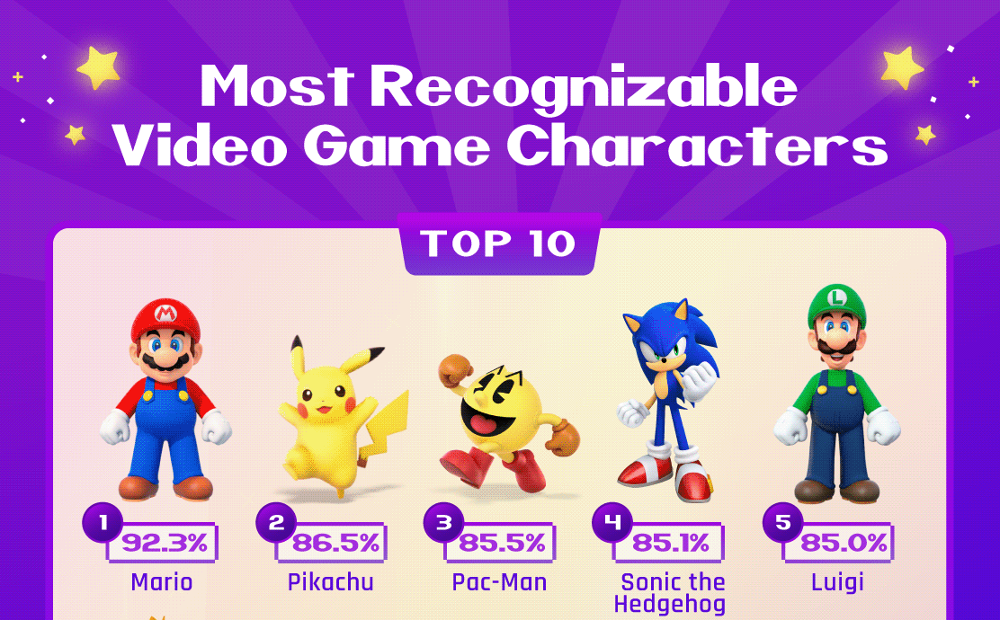 Most Recognizable
Video Game Characters
TOP 10
M
L
1 2 3 4 5
92.3% 86.5% 85.5% 85.1% 85.0%
Mario Pikachu Pac-Man Sonic the Luigi
Hedgehog